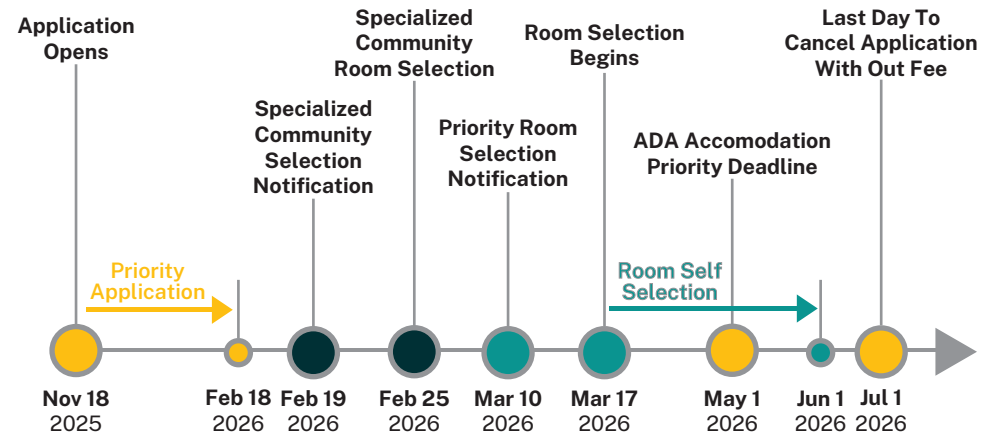 Application
Opens
Specialized
Community
Selection
Notification
Specialized
Community
Room Selection
Priority Room
Selection
Notification
Room Selection
Begins
ADA Accomodation
Priority Deadline
Last Day To
Cancel Application
With Out Fee
Priority
Application
Room Self
Selection
Nov 18
2025
Feb 18
2026
Feb 19
2026
Feb 25
2026
Mar 10
2026
Mar 17
2026
May 1
2026
Jun 1
2026
Jul 1
2026